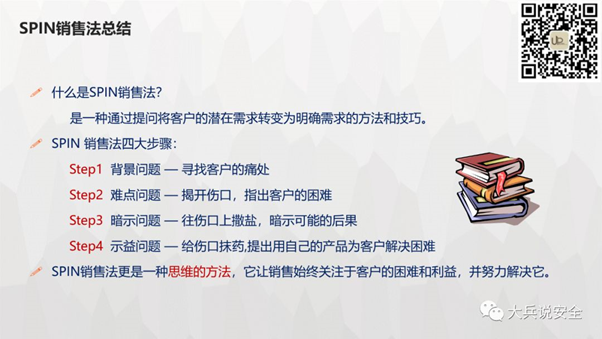 SPIN销售法总结
什么是SPIN销售法?
是一种通过提问将客户的潜在需求转变为明确需求的方法和技巧。
SPIN 销售法四大步骤:
Step1 背景问题 — 寻找客户的痛处
Step2 难点问题 — 揭开伤口，指出客户的困难
Step3 暗示问题 — 往伤口上撒盐，暗示可能的后果
Step4 示益问题 — 给伤口抹药,提出用自己的产品为客户解决困难
SPIN销售法更是一种思维的方法，它让销售始终关注于客户的困难和利益，并努力解决它。
大兵说安全